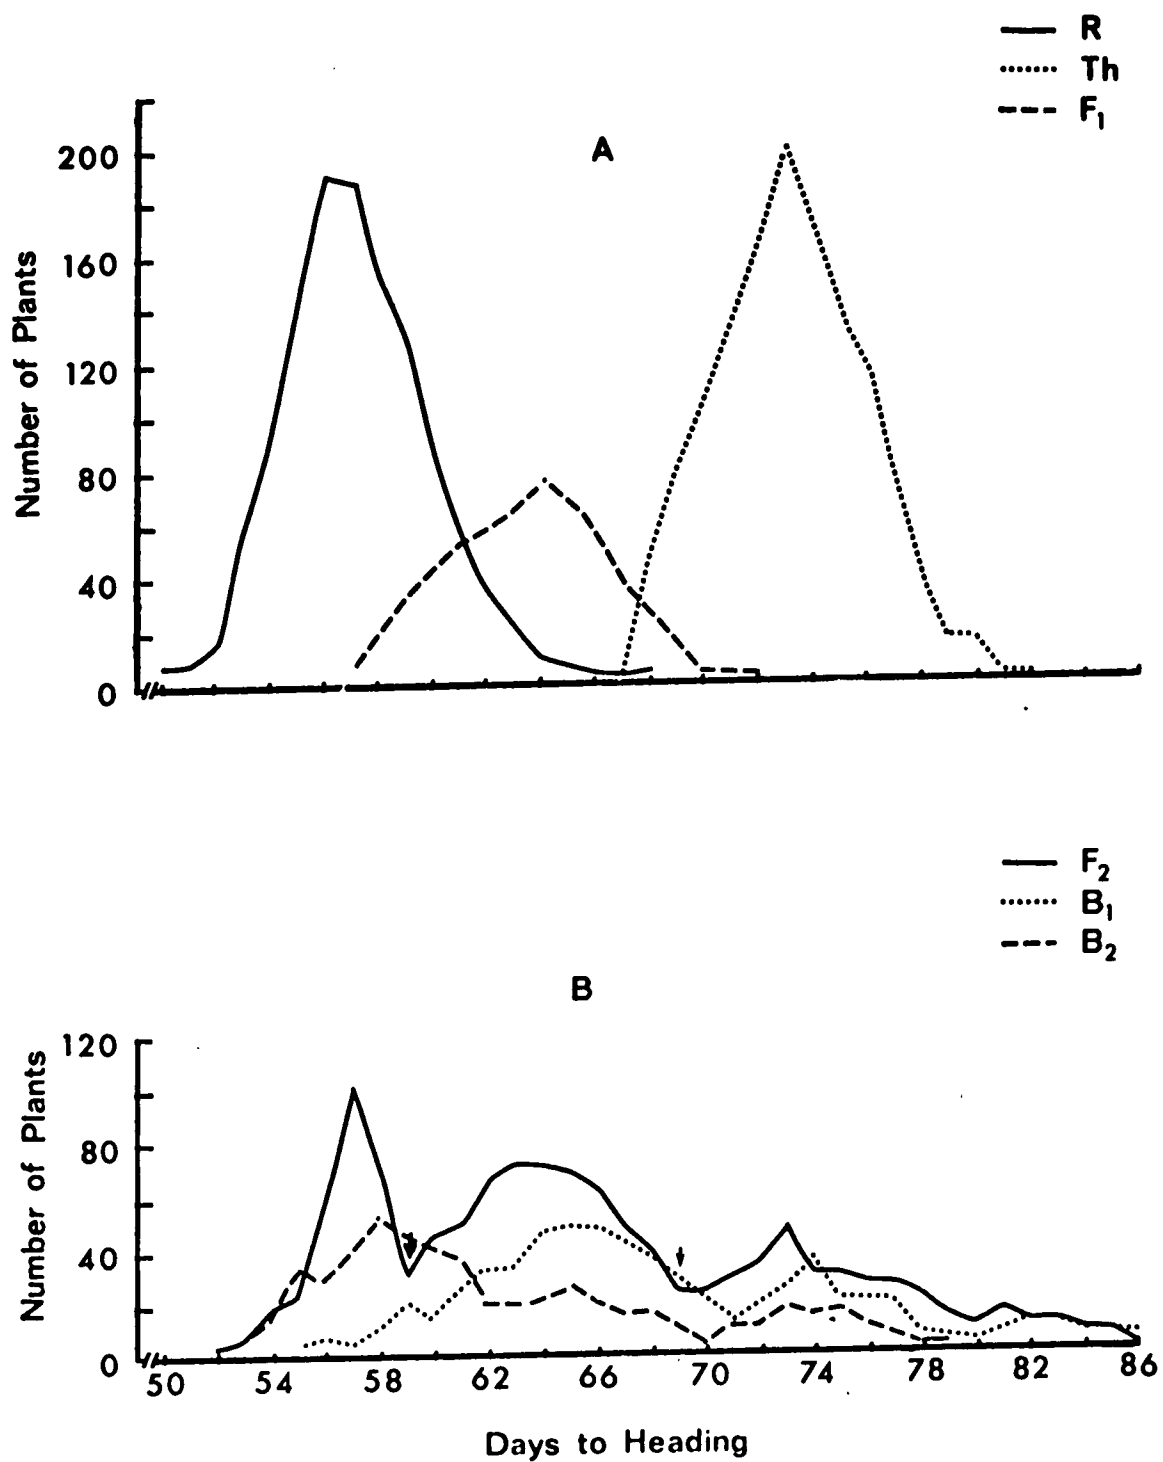 R
Th
F₁
A
200
160
120
80
40
0
Number of Plants
F₂
B₁
B₂
B
120
80
40
0
Number of Plants
50 54 58 62 66 70 74 78 82 86
Days to Heading